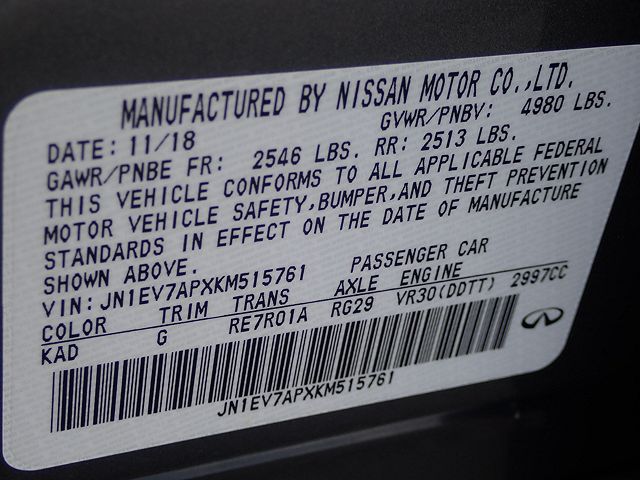 MANUFACTURED BY NISSAN MOTOR CO.,LTD.
DATE: 11/18 GVWR/PNBV: 4980 LBS.
GAWR/PNBE FR: 2546 LBS. RR: 2513 LBS.
THIS VEHICLE CONFORMS TO ALL APPLICABLE FEDERAL
MOTOR VEHICLE SAFETY,BUMPER,AND THEFT PREVENTION
STANDARDS IN EFFECT ON THE DATE OF MANUFACTURE
SHOWN ABOVE.
VIN:JN1EV7APXKM515761 PASSENGER CAR
COLOR TRIM TRANS AXLE ENGINE
KAD G RE7R01A RG29 VR30(DDTT) 2997CC
JN1EV7APXKM515761